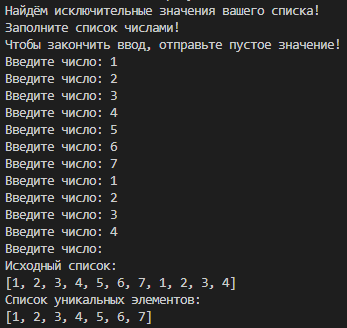 Найдём исключительные значения вашего списка!
Заполните список числами!
Чтобы закончить ввод, отправьте пустое значение!
Введите число: 1
Введите число: 2
Введите число: 3
Введите число: 4
Введите число: 5
Введите число: 6
Введите число: 7
Введите число: 1
Введите число: 2
Введите число: 3
Введите число: 4
Введите число:
Исходный список:
[1, 2, 3, 4, 5, 6, 7, 1, 2, 3, 4]
Список уникальных элементов:
[1, 2, 3, 4, 5, 6, 7]